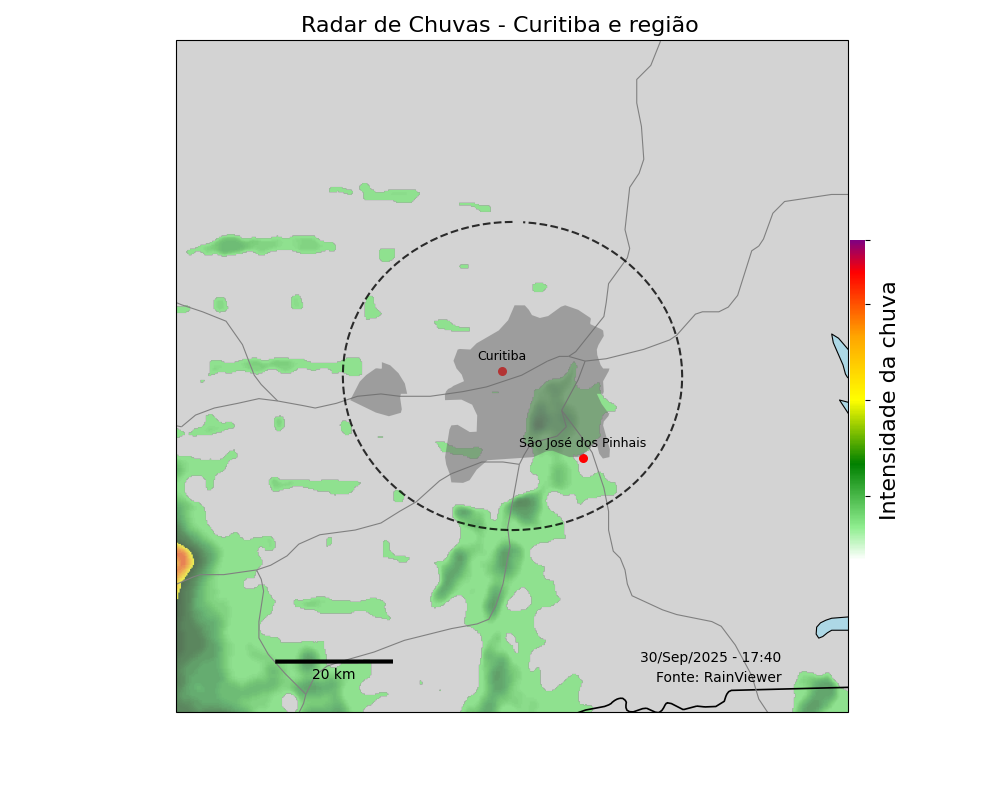 Radar de Chuvas - Curitiba e região
Curitiba
São José dos Pinhais
Intensidade da chuva
30/Sep/2025 - 17:40
20 km
Fonte: RainViewer